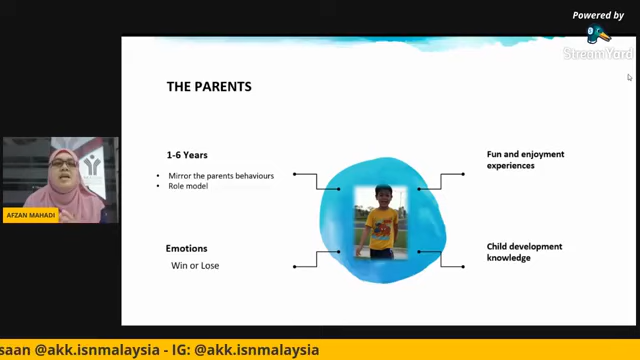 Powered by
StreamYard
THE PARENTS
1-6 Years
• Mirror the parents behaviours
• Role model
Fun and enjoyment
experiences
AFZAN MAHADI
Emotions
Win or Lose
Child development
knowledge
saan @akk.isnmalaysia - IG: @akk.isnmalaysia